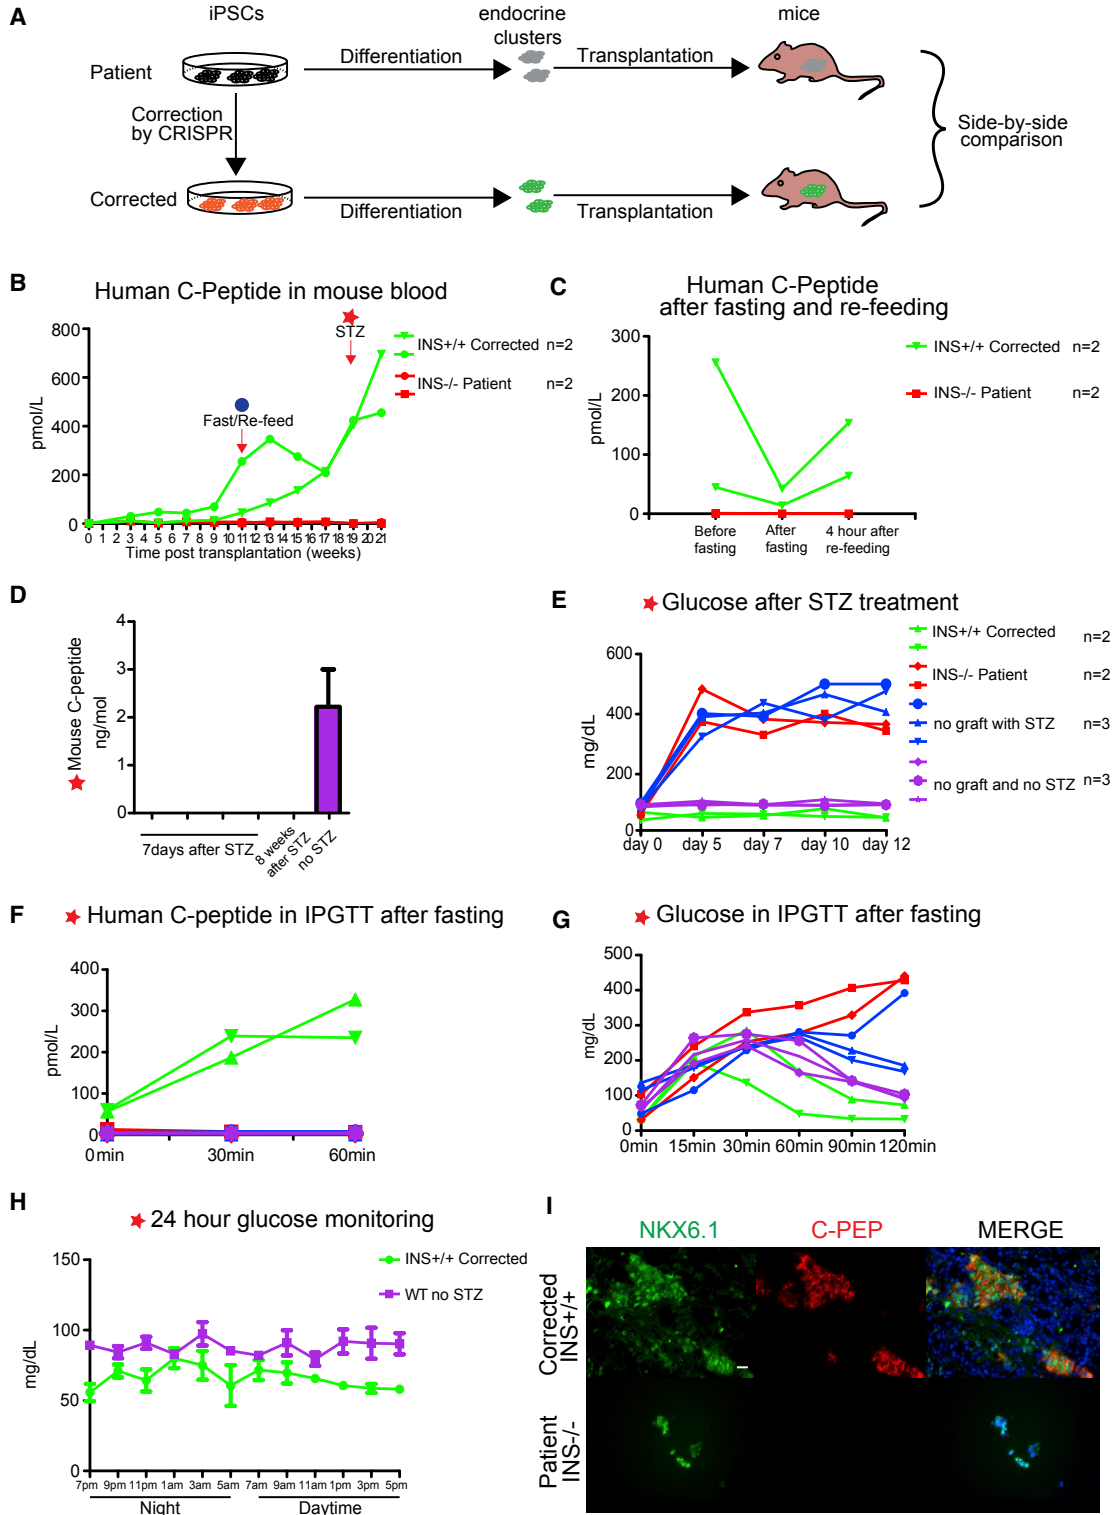 A
iPSCs
endocrine
clusters
mice
Patient
Differentiation
Transplantation
Correction
by CRISPR
Side-by-side
comparison
Corrected
Differentiation
Transplantation
B
Human C-Peptide in mouse blood
800
600
400
200
0
pmol/L
STZ
Fast/Re-feed
INS+/+ Corrected n=2
INS-/- Patient n=2
0 1 2 3 4 5 6 7 8 9 10 11 12 13 14 15 16 17 18 19 20 21
Time post transplantation (weeks)
C
Human C-Peptide
after fasting and re-feeding
300
200
100
0
pmol/L
INS+/+ Corrected n=2
INS-/- Patient n=2
Before
fasting
After
fasting
4 hour after
re-feeding
D
4
3
2
1
0
Mouse C-peptide
ng/mol
7days after STZ
8 weeks
after STZ
no STZ
E
Glucose after STZ treatment
600
400
200
0
mg/dL
INS+/+ Corrected n=2
INS-/- Patient n=2
no graft with STZ n=3
no graft and no STZ n=3
day 0 day 5 day 7 day 10 day 12
F
Human C-peptide in IPGTT after fasting
400
300
200
100
0
pmol/L
0min 30min 60min
G
Glucose in IPGTT after fasting
500
400
300
200
100
0
mg/dL
0min 15min 30min 60min 90min 120min
H
24 hour glucose monitoring
150
100
50
0
mg/dL
INS+/+ Corrected
WT no STZ
7pm 9pm 11pm 1am 3am 5am 7am 9am 11am 1pm 3pm 5pm
Night Daytime
I
NKX6.1 C-PEP MERGE
Corrected
INS+/+
Patient
INS-/-